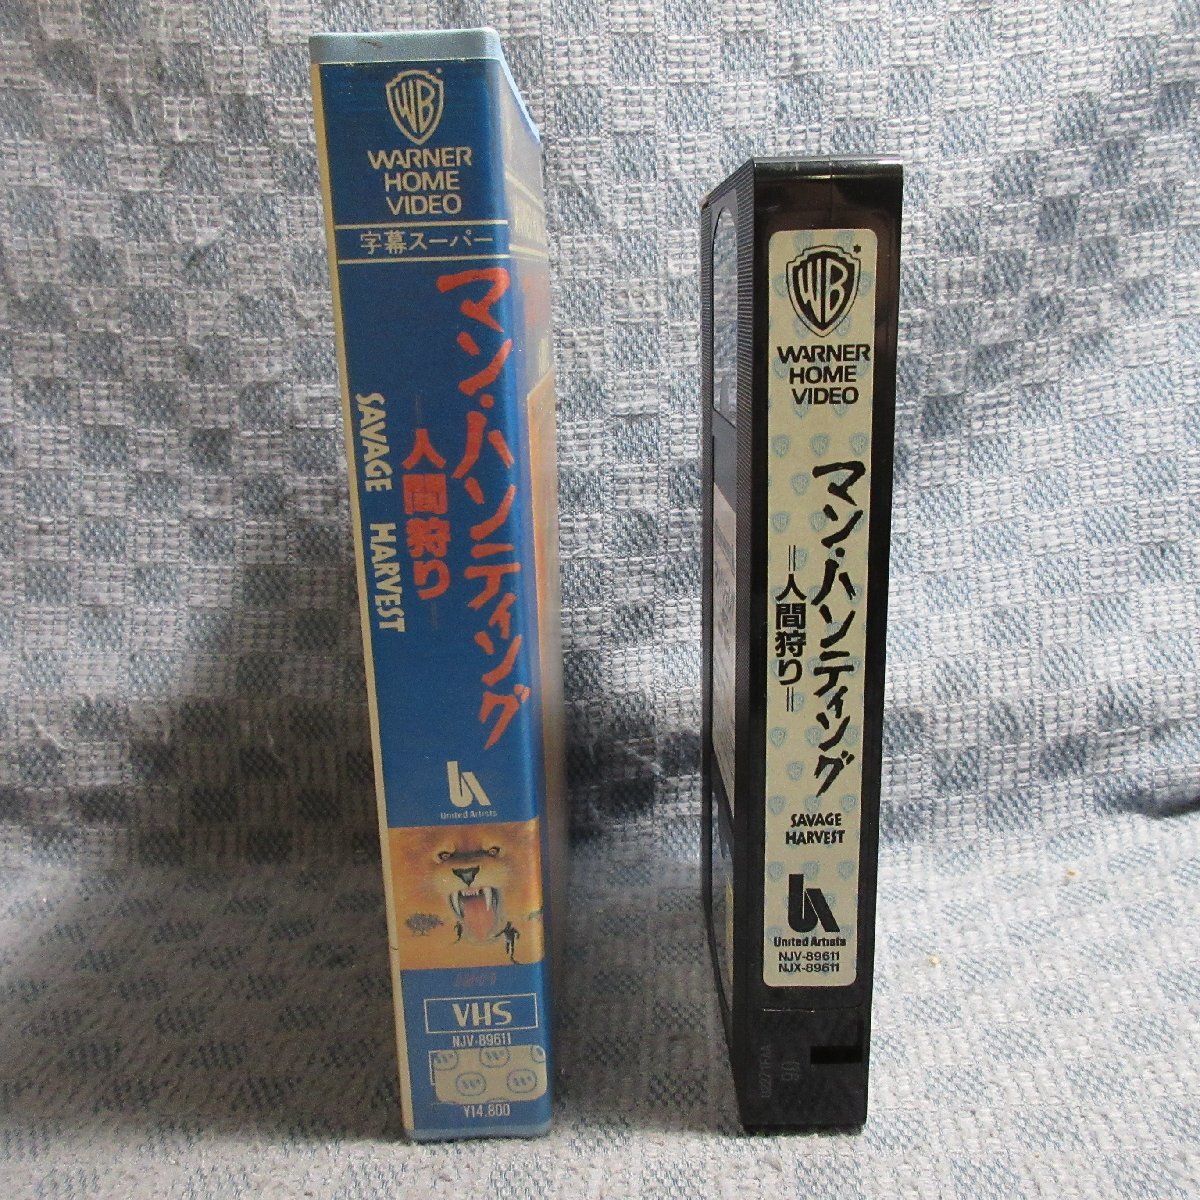 WB
WARNER
HOME
VIDEO
字幕スーパー
マン・ハンティング
人間狩り
SAVAGE HARVEST
United Artists
VHS
NJV-89611
¥14,800
WB
WARNER
HOME
VIDEO
マン・ハンティング
=人間狩り=
SAVAGE
HARVEST
United Artists
NJV-89611
NJX-89611